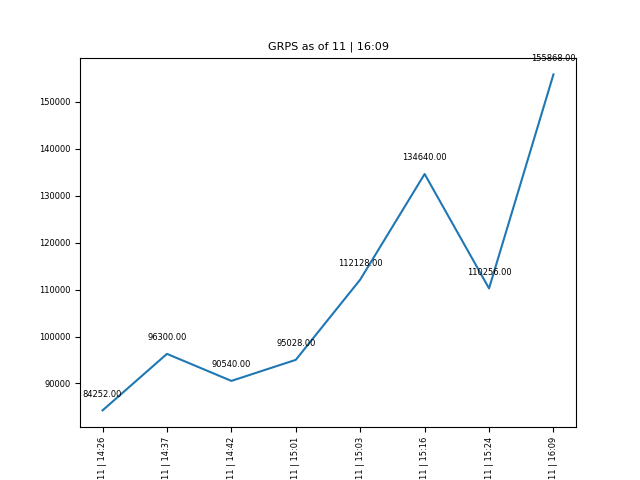 GRPS as of 11 | 16:09
155868.00
150000
140000
134640.00
130000
120000
112128.00
110256.00
110000
100000
96300.00
95028.00
90540.00
90000
84252.00
11 | 14:26
11 | 14:37
11 | 14:42
11 | 15:01
11 | 15:03
11 | 15:16
11 | 15:24
11 | 16:09